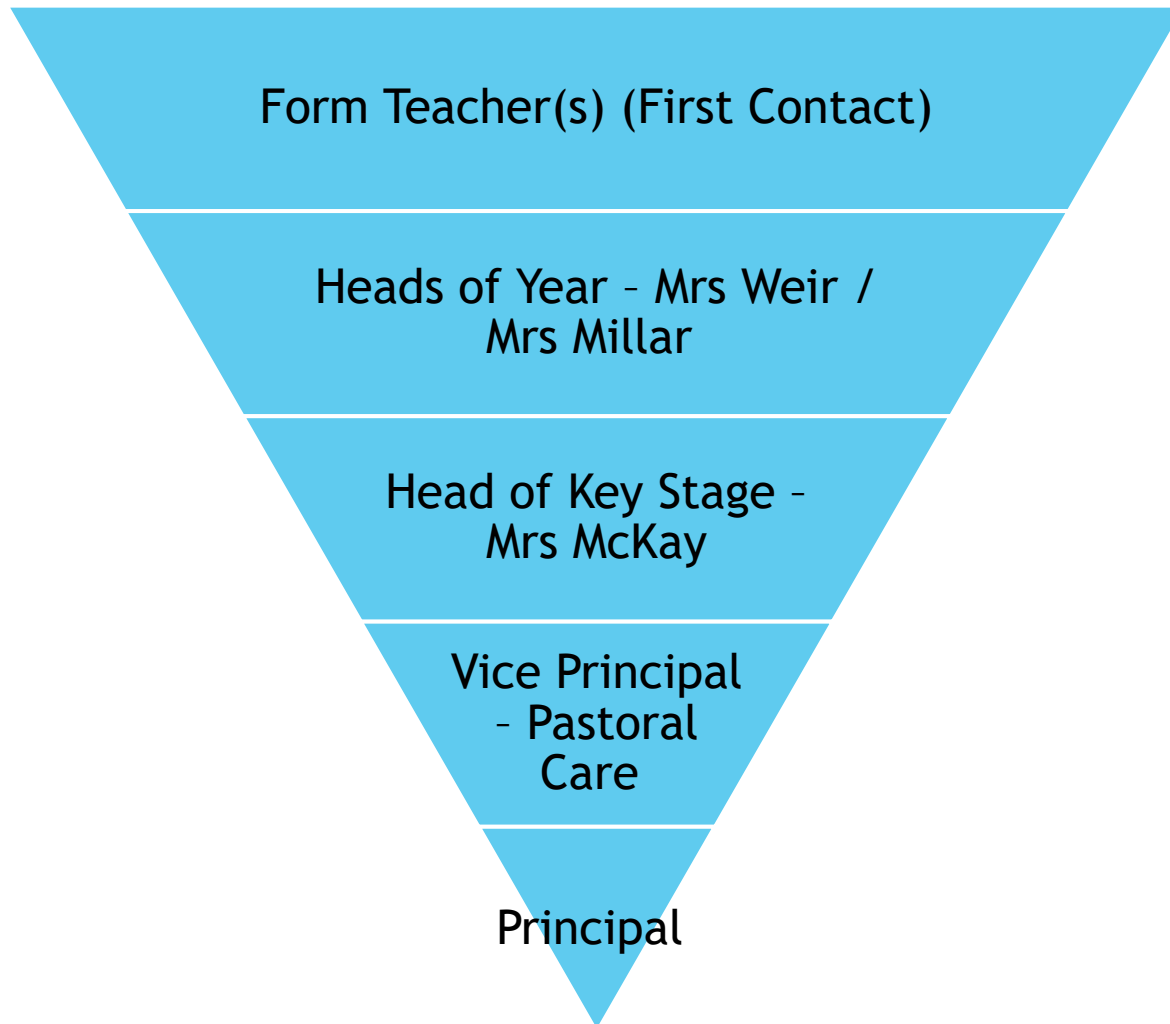 Form Teacher(s) (First Contact)
Heads of Year – Mrs Weir /
Mrs Millar
Head of Key Stage –
Mrs McKay
Vice Principal
– Pastoral
Care
Principal